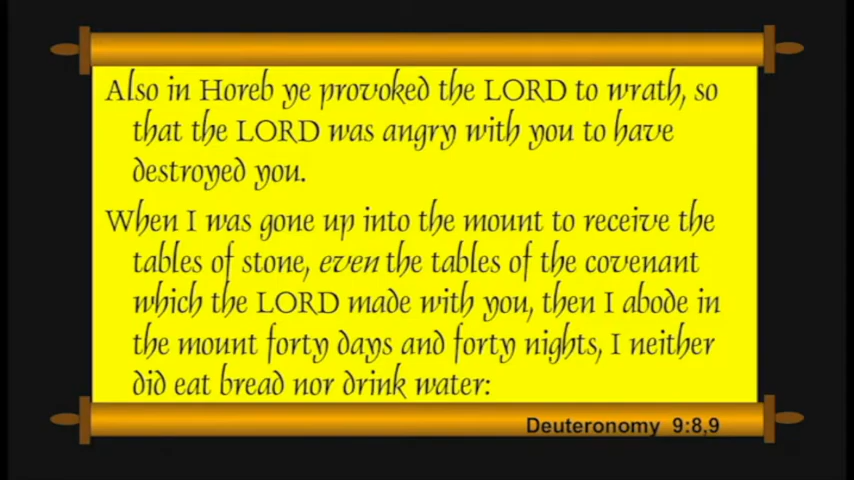 Also in Horeb ye provoked the LORD to wrath, so
that the LORD was angry with you to have
destroyed you.
When I was gone up into the mount to receive the
tables of stone, even the tables of the covenant
which the LORD made with you, then I abode in
the mount forty days and forty nights, I neither
did eat bread nor drink water:
Deuteronomy 9:8,9